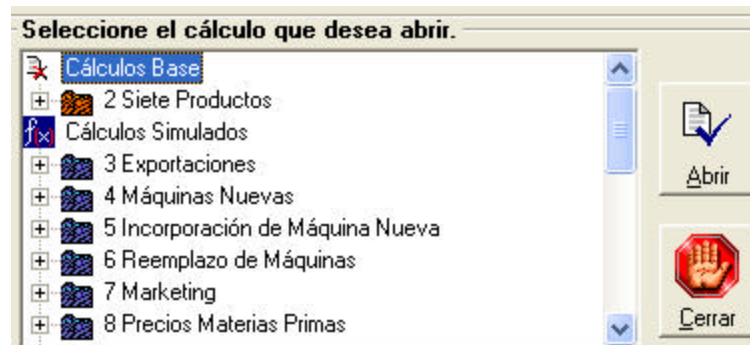 Seleccione el cálculo que desea abrir.
Cálculos Base
2 Siete Productos
f(x) Cálculos Simulados
3 Exportaciones
4 Máquinas Nuevas
5 Incorporación de Máquina Nueva
6 Reemplazo de Máquinas
7 Marketing
8 Precios Materias Primas
Abrir
Cerrar